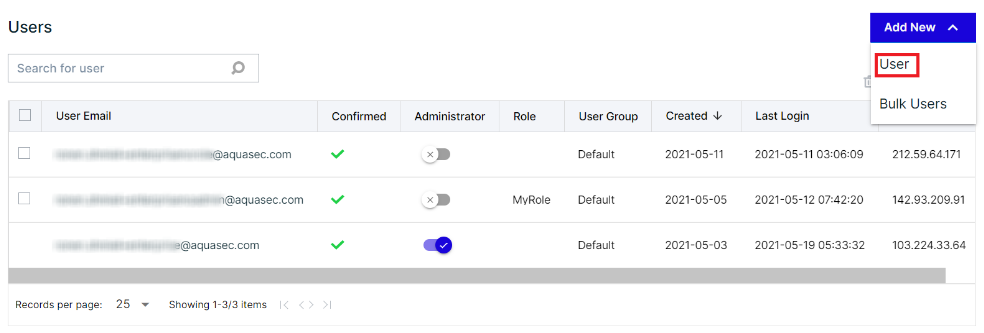 Users
Add New
Search for user
User
Bulk Users
User Email Confirmed Administrator Role User Group Created Last Login
@aquasec.com Default 2021-05-11 2021-05-11 03:06:09 212.59.64.171
@aquasec.com MyRole Default 2021-05-05 2021-05-12 07:42:20 142.93.209.91
@aquasec.com Default 2021-05-03 2021-05-19 05:33:32 103.224.33.64
Records per page: 25 Showing 1-3/3 items